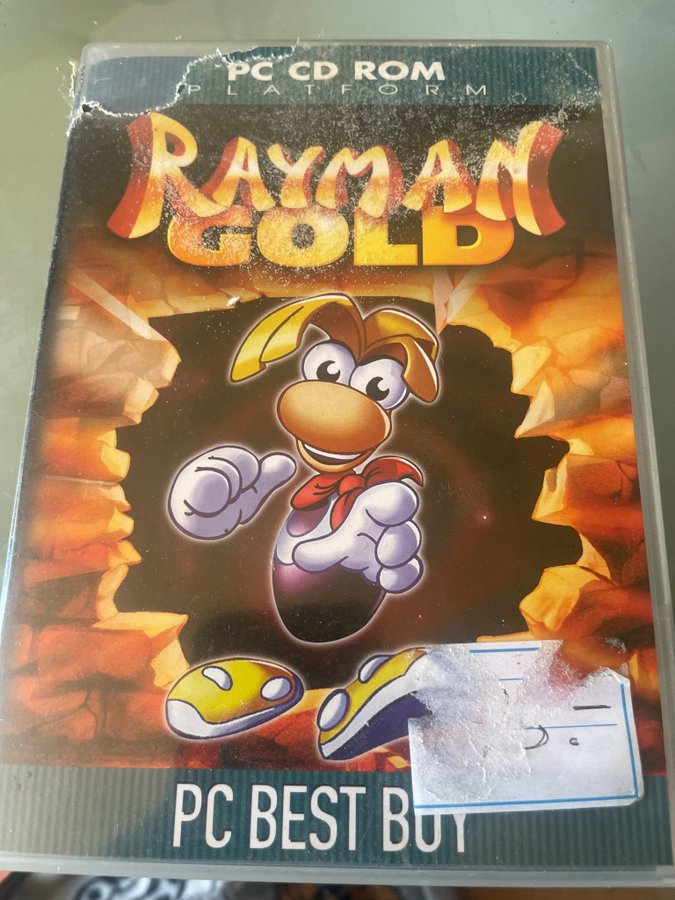 PC CD ROM
PLATFORM
RAYMAN
GOLD
PC BEST BUY